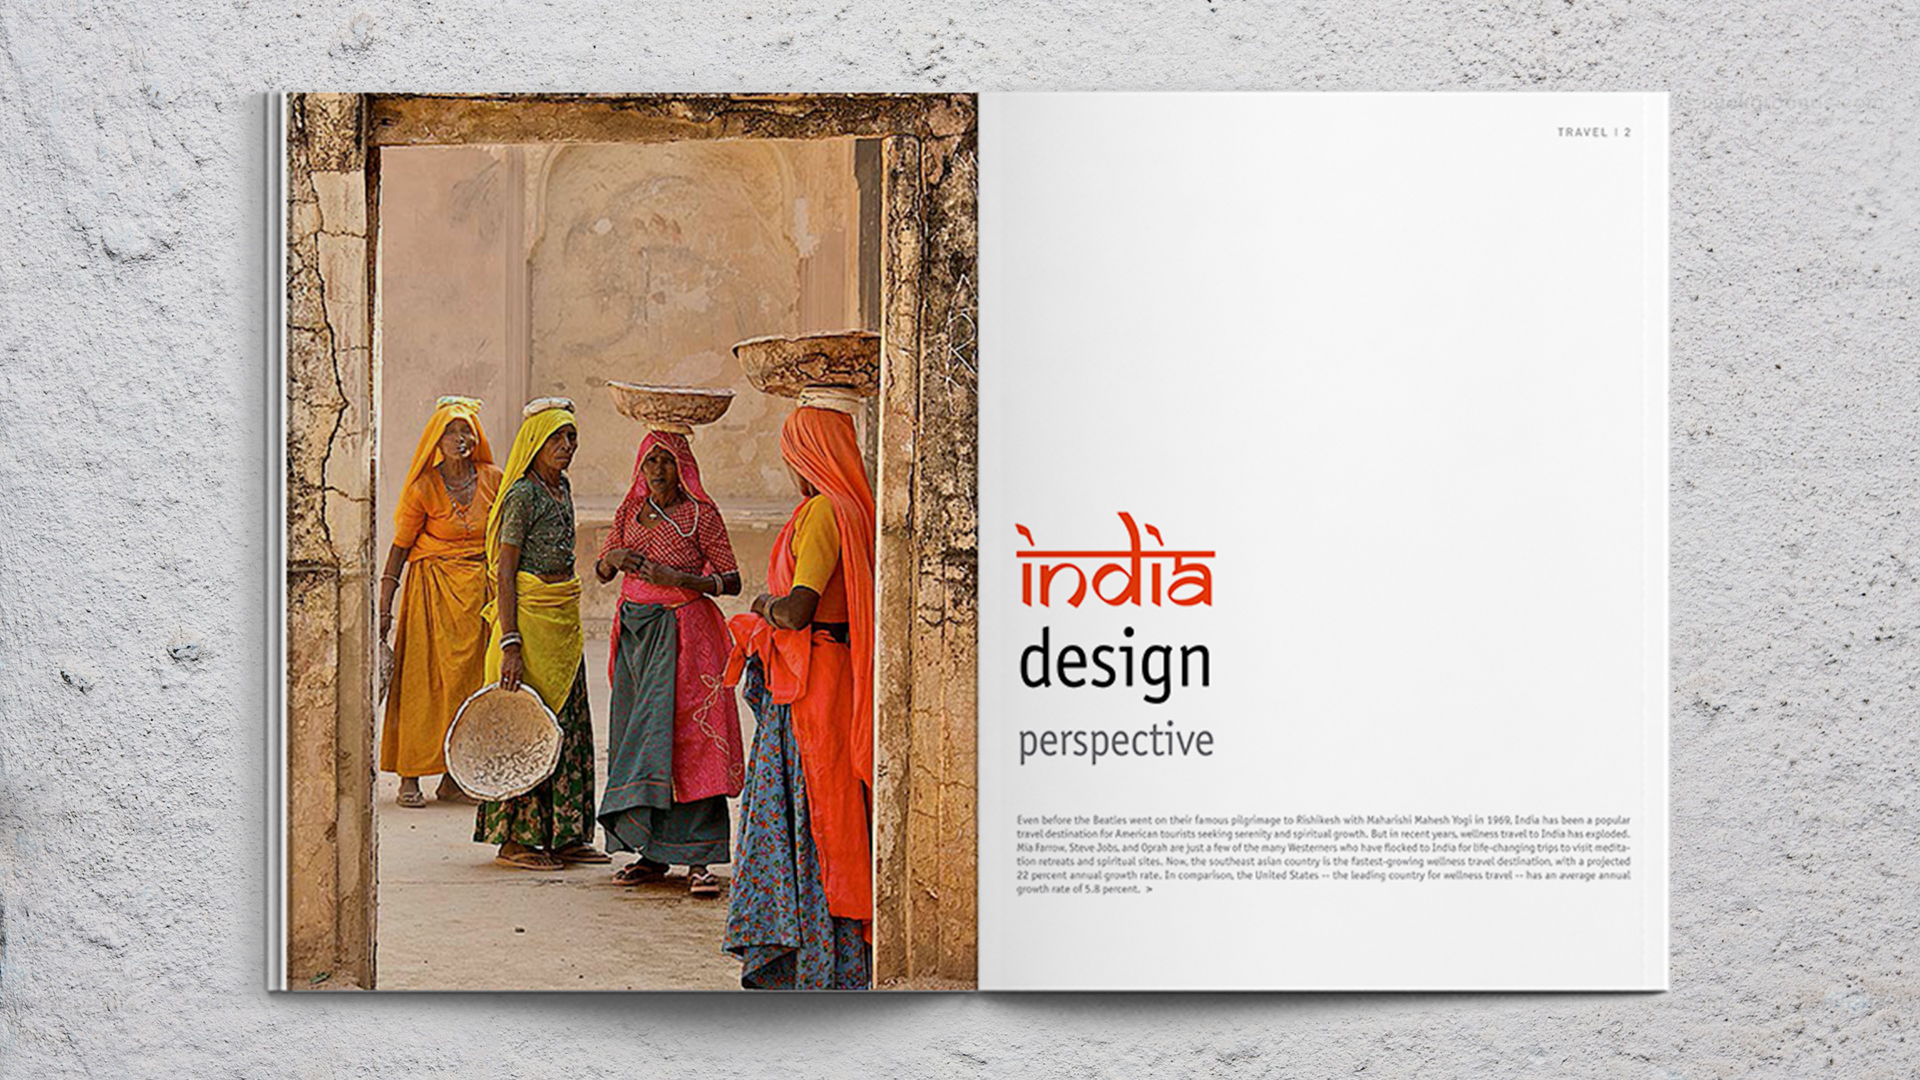 TRAVEL | 2
india
design
perspective
Even before the Beatles went on their famous pilgrimage to Rishikesh with Maharishi Mahesh Yogi in 1969, India has been a popular
travel destination for American tourists seeking serenity and spiritual growth. But in recent years, wellness travel to India has exploded.
Mia Farrow, Steve Jobs, and Oprah are just a few of the many Westerners who have flocked to India for life-changing trips to visit medita-
tion retreats and spiritual sites. Now, the southeast asian country is the fastest-growing wellness travel destination, with a projected
22 percent annual growth rate. In comparison, the United States -- the leading country for wellness travel -- has an average annual
growth rate of 5.8 percent. >